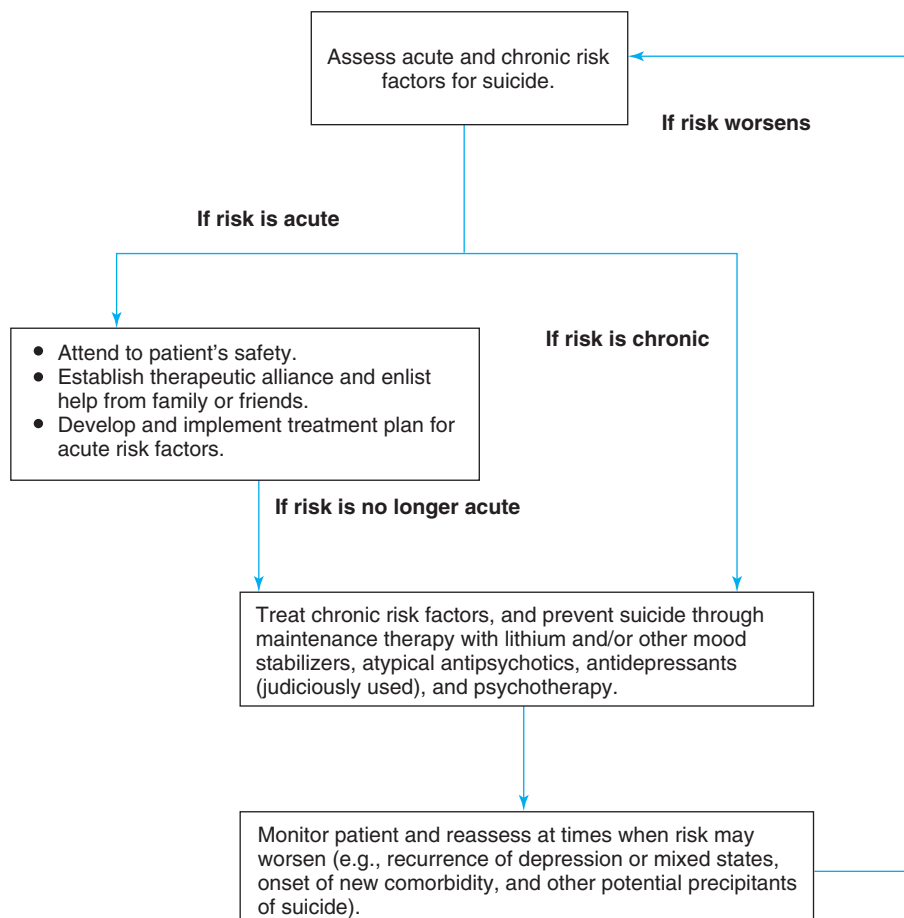 Assess acute and chronic risk
factors for suicide.
If risk worsens
If risk is acute
If risk is chronic
• Attend to patient's safety.
• Establish therapeutic alliance and enlist
help from family or friends.
• Develop and implement treatment plan for
acute risk factors.
If risk is no longer acute
Treat chronic risk factors, and prevent suicide through
maintenance therapy with lithium and/or other mood
stabilizers, atypical antipsychotics, antidepressants
(judiciously used), and psychotherapy.
Monitor patient and reassess at times when risk may
worsen (e.g., recurrence of depression or mixed states,
onset of new comorbidity, and other potential precipitants
of suicide).